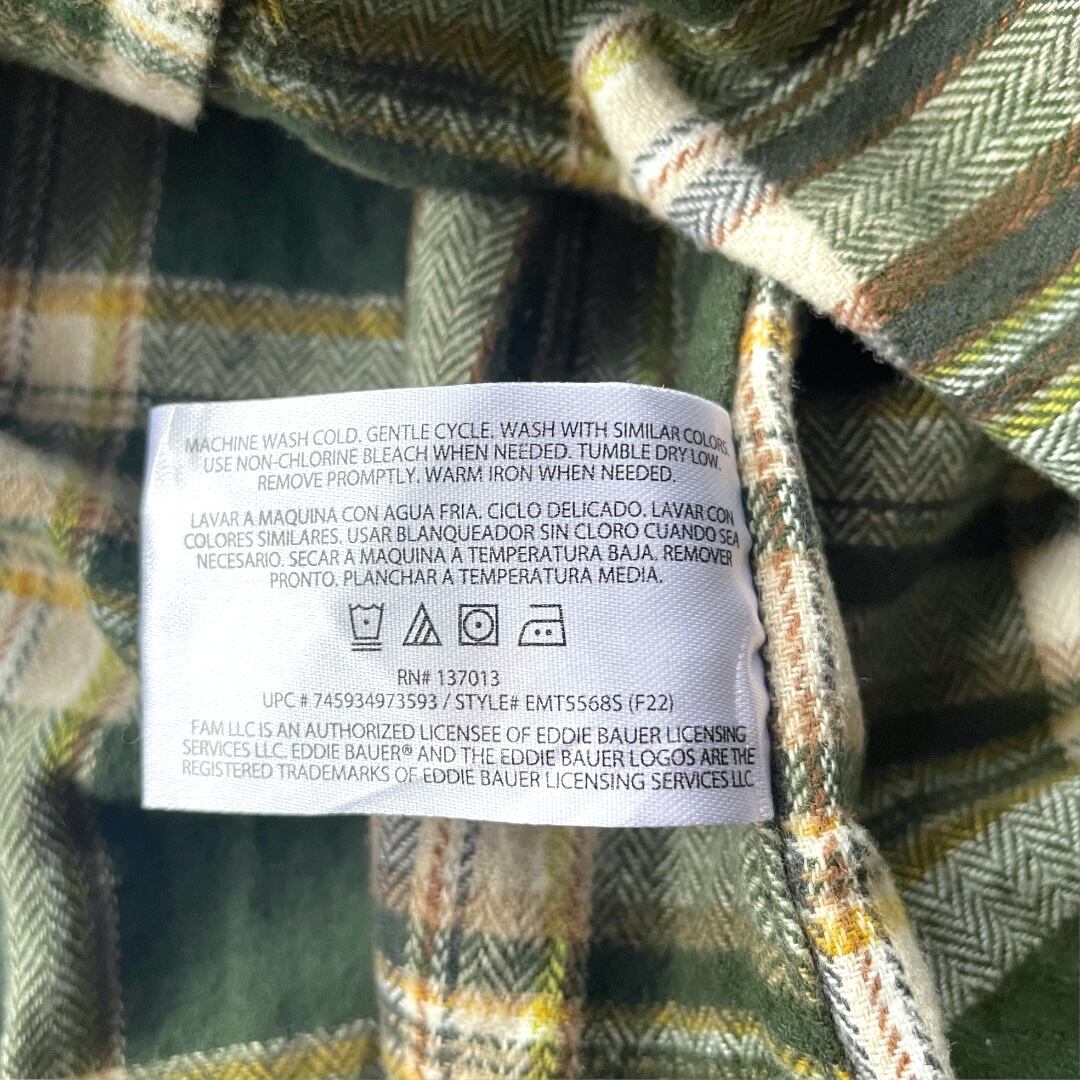 MACHINE WASH COLD. GENTLE CYCLE. WASH WITH SIMILAR COLORS.
USE NON-CHLORINE BLEACH WHEN NEEDED. TUMBLE DRY LOW.
REMOVE PROMPTLY. WARM IRON WHEN NEEDED.
LAVAR A MAQUINA CON AGUA FRIA. CICLO DELICADO. LAVAR CON
COLORES SIMILARES. USAR BLANQUEADOR SIN CLORO CUANDO SEA
NECESARIO. SECAR A MAQUINA A TEMPERATURA BAJA. REMOVER
PRONTO. PLANCHAR A TEMPERATURA MEDIA.
RN# 137013
UPC # 745934973593 / STYLE# EMT5568S (F22)
FAM LLC IS AN AUTHORIZED LICENSEE OF EDDIE BAUER LICENSING
SERVICES LLC. EDDIE BAUER® AND THE EDDIE BAUER LOGOS ARE THE
REGISTERED TRADEMARKS OF EDDIE BAUER LICENSING SERVICES LLC